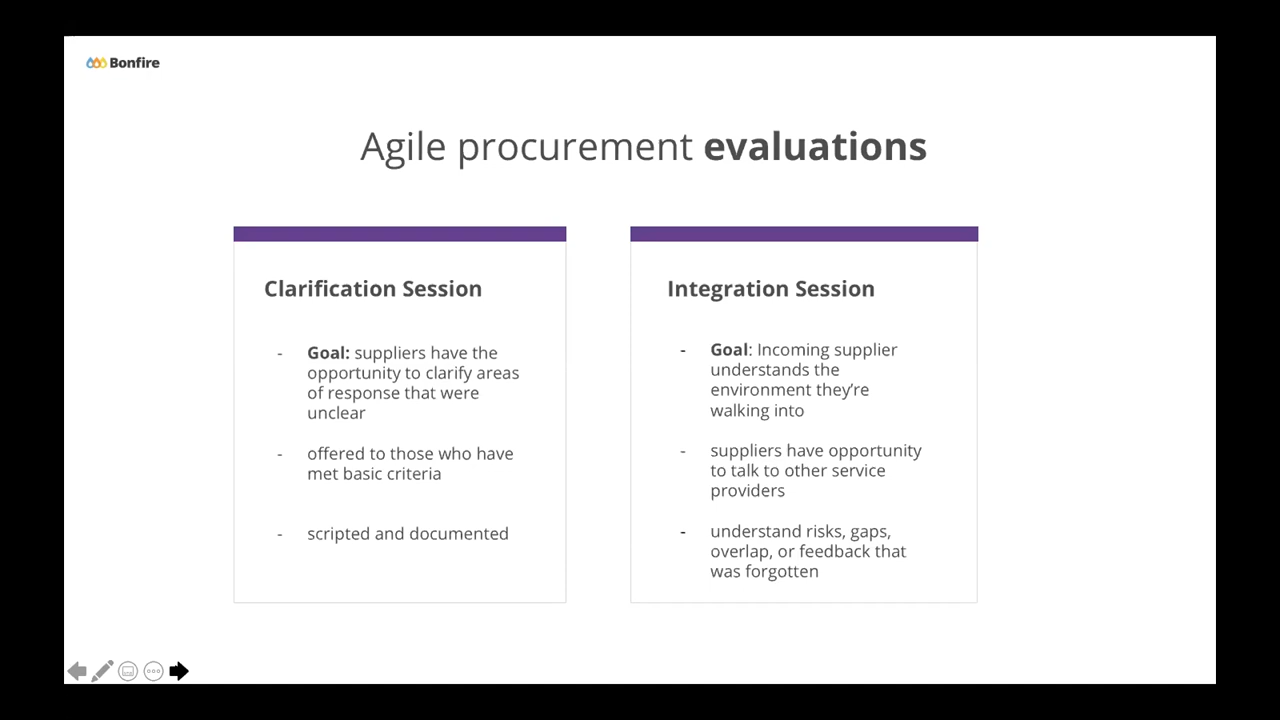 Bonfire
Agile procurement evaluations
Clarification Session
- Goal: suppliers have the
opportunity to clarify areas
of response that were
unclear
- offered to those who have
met basic criteria
- scripted and documented
Integration Session
- Goal: Incoming supplier
understands the
environment they’re
walking into
- suppliers have opportunity
to talk to other service
providers
- understand risks, gaps,
overlap, or feedback that
was forgotten